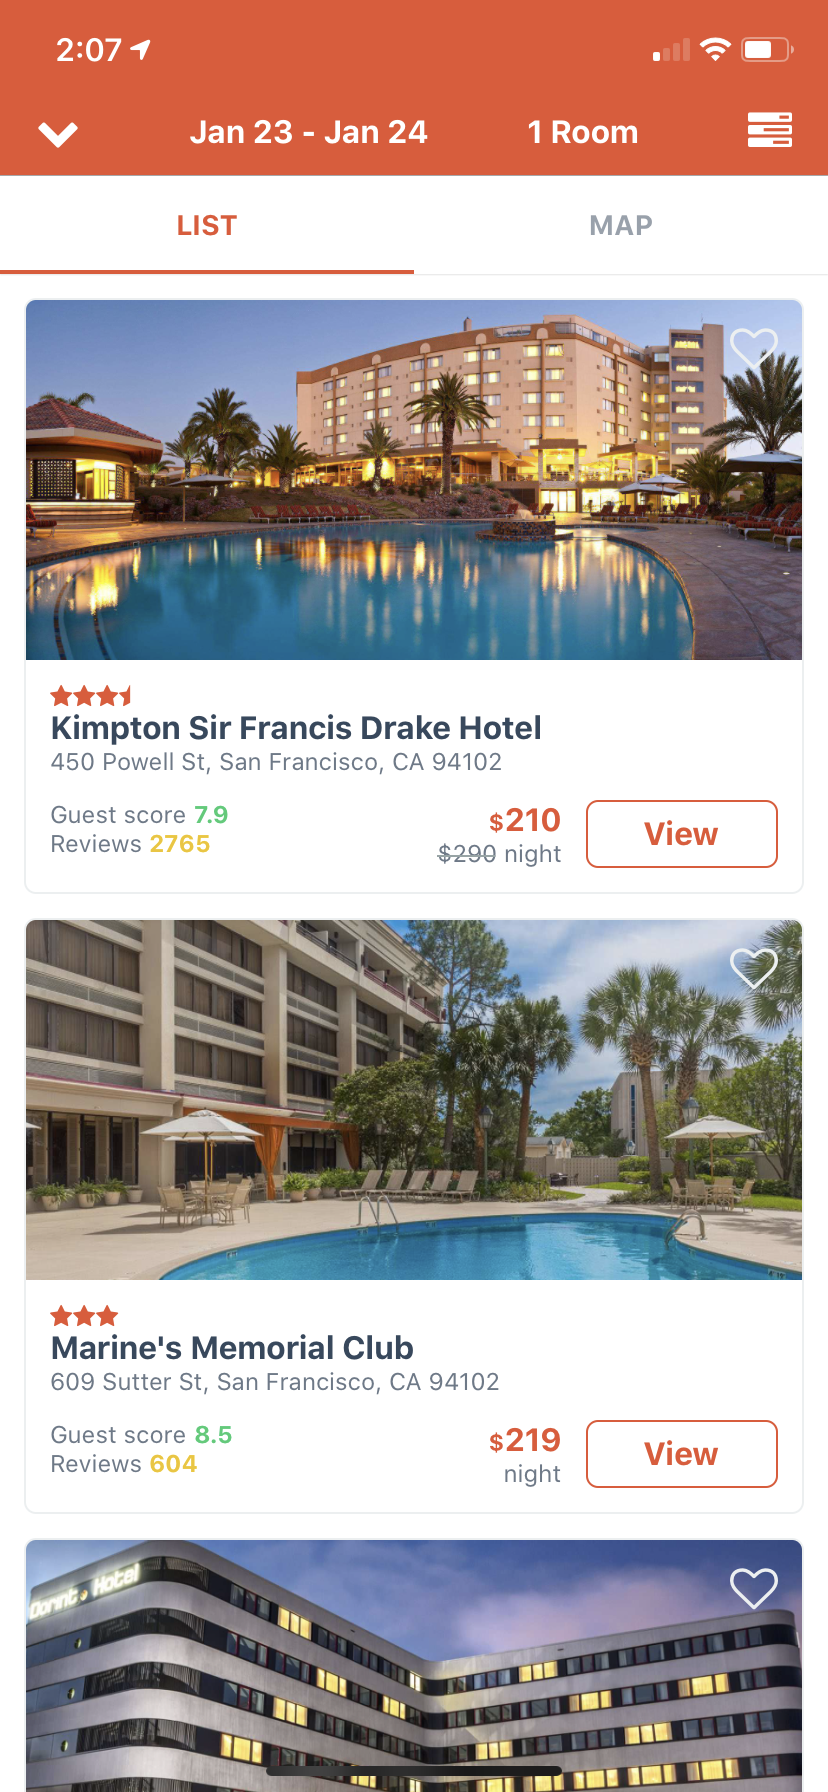 2:07
Jan 23 - Jan 24 1 Room
LIST MAP
Kimpton Sir Francis Drake Hotel
450 Powell St, San Francisco, CA 94102
Guest score 7.9
Reviews 2765
$210
$290 night
View
Marine's Memorial Club
609 Sutter St, San Francisco, CA 94102
Guest score 8.5
Reviews 604
$219
night
View
Dorint Hotel